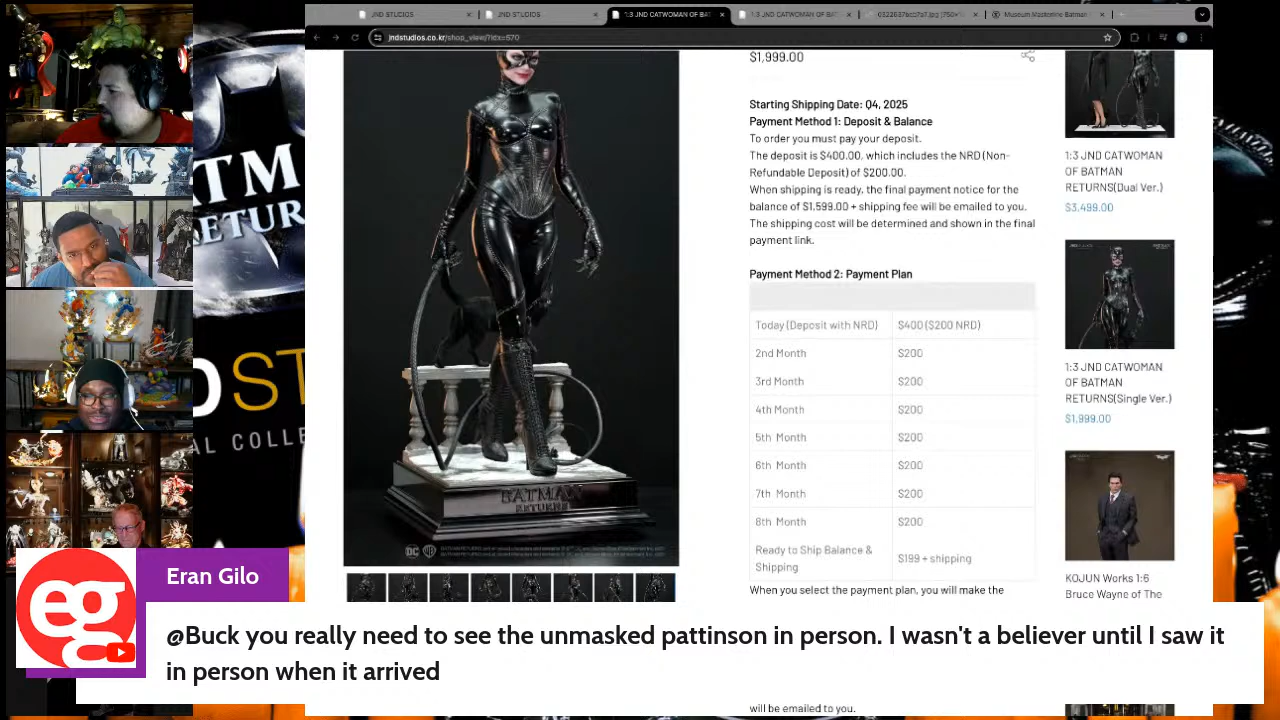 JND STUDIOS
JND STUDIOS
1:3 JND CATWOMAN OF BAT
1:3 JND CATWOMAN OF BAT
Museum Masterline Batman
jndstudios.co.kr/shop_view/?idx=570
$1,999.00
Starting Shipping Date: Q4, 2025
Payment Method 1: Deposit & Balance
To order you must pay your deposit.
The deposit is $400.00, which includes the NRD (Non-
Refundable Deposit) of $200.00.
When shipping is ready, the final payment notice for the
balance of $1,599.00 + shipping fee will be emailed to you.
The shipping cost will be determined and shown in the final
payment link.
Payment Method 2: Payment Plan
Today (Deposit with NRD) $400 ($200 NRD)
2nd Month $200
3rd Month $200
4th Month $200
5th Month $200
6th Month $200
7th Month $200
8th Month $200
Ready to Ship Balance &
Shipping $199 + shipping
When you select the payment plan, you will make the
will be emailed to you.
1:3 JND CATWOMAN
OF BATMAN
RETURNS(Dual Ver.)
$3,499.00
1:3 JND CATWOMAN
OF BATMAN
RETURNS(Single Ver.)
$1,999.00
KOJUN Works 1:6
Bruce Wayne of The
BATMAN
RETURNS
DC
ATM
RETUR
D ST
AL COLLE
eg
Eran Gilo
@Buck you really need to see the unmasked pattinson in person. I wasn't a believer until I saw it
in person when it arrived